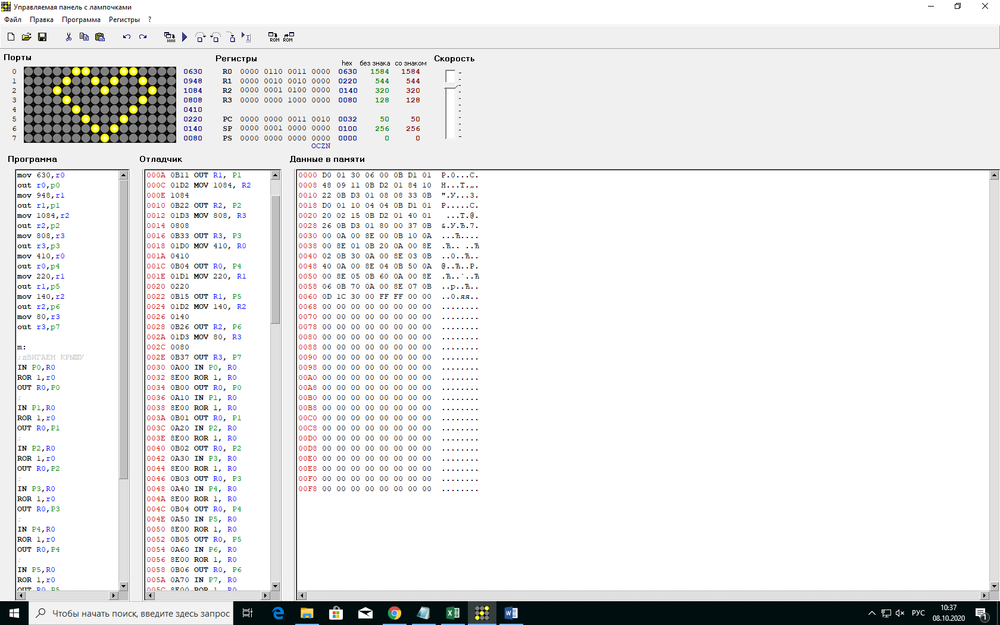 Управляемая панель с лампочками
Файл Правка Программа Регистры ?
Порты
0 0630
1 0948
2 1084
3 0808
4 0410
5 0220
6 0140
7 0080
Регистры
hex без знака со знаком
R0 0000 0110 0011 0000 0630 1584 1584
R1 0000 0010 0010 0000 0220 544 544
R2 0000 0001 0100 0000 0140 320 320
R3 0000 0000 1000 0000 0080 128 128
PC 0000 0000 0011 0010 0032 50 50
SP 0000 0001 0000 0000 0100 256 256
PS 0000 0000 0000 0000 0000 0 0
OCZN
Скорость
Программа
mov 630,r0
out r0,p0
mov 948,r1
out r1,p1
mov 1084,r2
out r2,p2
mov 808,r3
out r3,p3
mov 410,r0
out r0,p4
mov 220,r1
out r1,p5
mov 140,r2
out r2,p6
mov 80,r3
out r3,p7
m:
;дВИГАЕМ КРЫШУ
IN P0,R0
ROR 1,r0
OUT R0,P0
;
IN P1,R0
ROR 1,r0
OUT R0,P1
;
IN P2,R0
ROR 1,r0
OUT R0,P2
;
IN P3,R0
ROR 1,r0
OUT R0,P3
;
IN P4,R0
ROR 1,r0
OUT R0,P4
;
IN P5,R0
ROR 1,r0
OUT R0,P5
Отладчик
000A 0B11 OUT R1, P1
000C 01D2 MOV 1084, R2
000E 1084
0010 0B22 OUT R2, P2
0012 01D3 MOV 808, R3
0014 0808
0016 0B33 OUT R3, P3
0018 01D0 MOV 410, R0
001A 0410
001C 0B04 OUT R0, P4
001E 01D1 MOV 220, R1
0020 0220
0022 0B15 OUT R1, P5
0024 01D2 MOV 140, R2
0026 0140
0028 0B26 OUT R2, P6
002A 01D3 MOV 80, R3
002C 0080
002E 0B37 OUT R3, P7
0030 0A00 IN P0, R0
0032 8E00 ROR 1, R0
0034 0B00 OUT R0, P0
0036 0A10 IN P1, R0
0038 8E00 ROR 1, R0
003A 0B01 OUT R0, P1
003C 0A20 IN P2, R0
003E 8E00 ROR 1, R0
0040 0B02 OUT R0, P2
0042 0A30 IN P3, R0
0044 8E00 ROR 1, R0
0046 0B03 OUT R0, P3
0048 0A40 IN P4, R0
004A 8E00 ROR 1, R0
004C 0B04 OUT R0, P4
004E 0A50 IN P5, R0
0050 8E00 ROR 1, R0
0052 0B05 OUT R0, P5
0054 0A60 IN P6, R0
0056 8E00 ROR 1, R0
0058 0B06 OUT R0, P6
005A 0A70 IN P7, R0
005C 8E00 ROR 1, R0
Данные в памяти
0000 D0 01 30 06 00 0B D1 01 Р.0...С.
0008 48 09 11 0B D2 01 84 10 H...Т.„.
0010 22 0B D3 01 08 08 33 0B ".У...3.
0018 D0 01 10 04 04 0B D1 01 Р.....С.
0020 20 02 15 0B D2 01 40 01 ...Т.@.
0028 26 0B D3 01 80 00 37 0B &.У.Ђ.7.
0030 00 0A 00 8E 00 0B 10 0A ...Ћ....
0038 00 8E 01 0B 20 0A 00 8E .Ћ.. ..Ћ
0040 02 0B 30 0A 00 8E 03 0B ..0..Ћ..
0048 40 0A 00 8E 04 0B 50 0A @..Ћ..P.
0050 00 8E 05 0B 60 0A 00 8E .Ћ..`..Ћ
0058 06 0B 70 0A 00 8E 07 0B ..p..Ћ..
0060 0D 1C 30 00 FF FF 00 00 ..0.яя..
0068 00 00 00 00 00 00 00 00 ........
0070 00 00 00 00 00 00 00 00 ........
0078 00 00 00 00 00 00 00 00 ........
0080 00 00 00 00 00 00 00 00 ........
0088 00 00 00 00 00 00 00 00 ........
0090 00 00 00 00 00 00 00 00 ........
0098 00 00 00 00 00 00 00 00 ........
00A0 00 00 00 00 00 00 00 00 ........
00A8 00 00 00 00 00 00 00 00 ........
00B0 00 00 00 00 00 00 00 00 ........
00B8 00 00 00 00 00 00 00 00 ........
00C0 00 00 00 00 00 00 00 00 ........
00C8 00 00 00 00 00 00 00 00 ........
00D0 00 00 00 00 00 00 00 00 ........
00D8 00 00 00 00 00 00 00 00 ........
00E0 00 00 00 00 00 00 00 00 ........
00E8 00 00 00 00 00 00 00 00 ........
00F0 00 00 00 00 00 00 00 00 ........
00F8 00 00 00 00 00 00 00 00 ........
Чтобы начать поиск, введите здесь запрос
РУС
10:37
08.10.2020
1